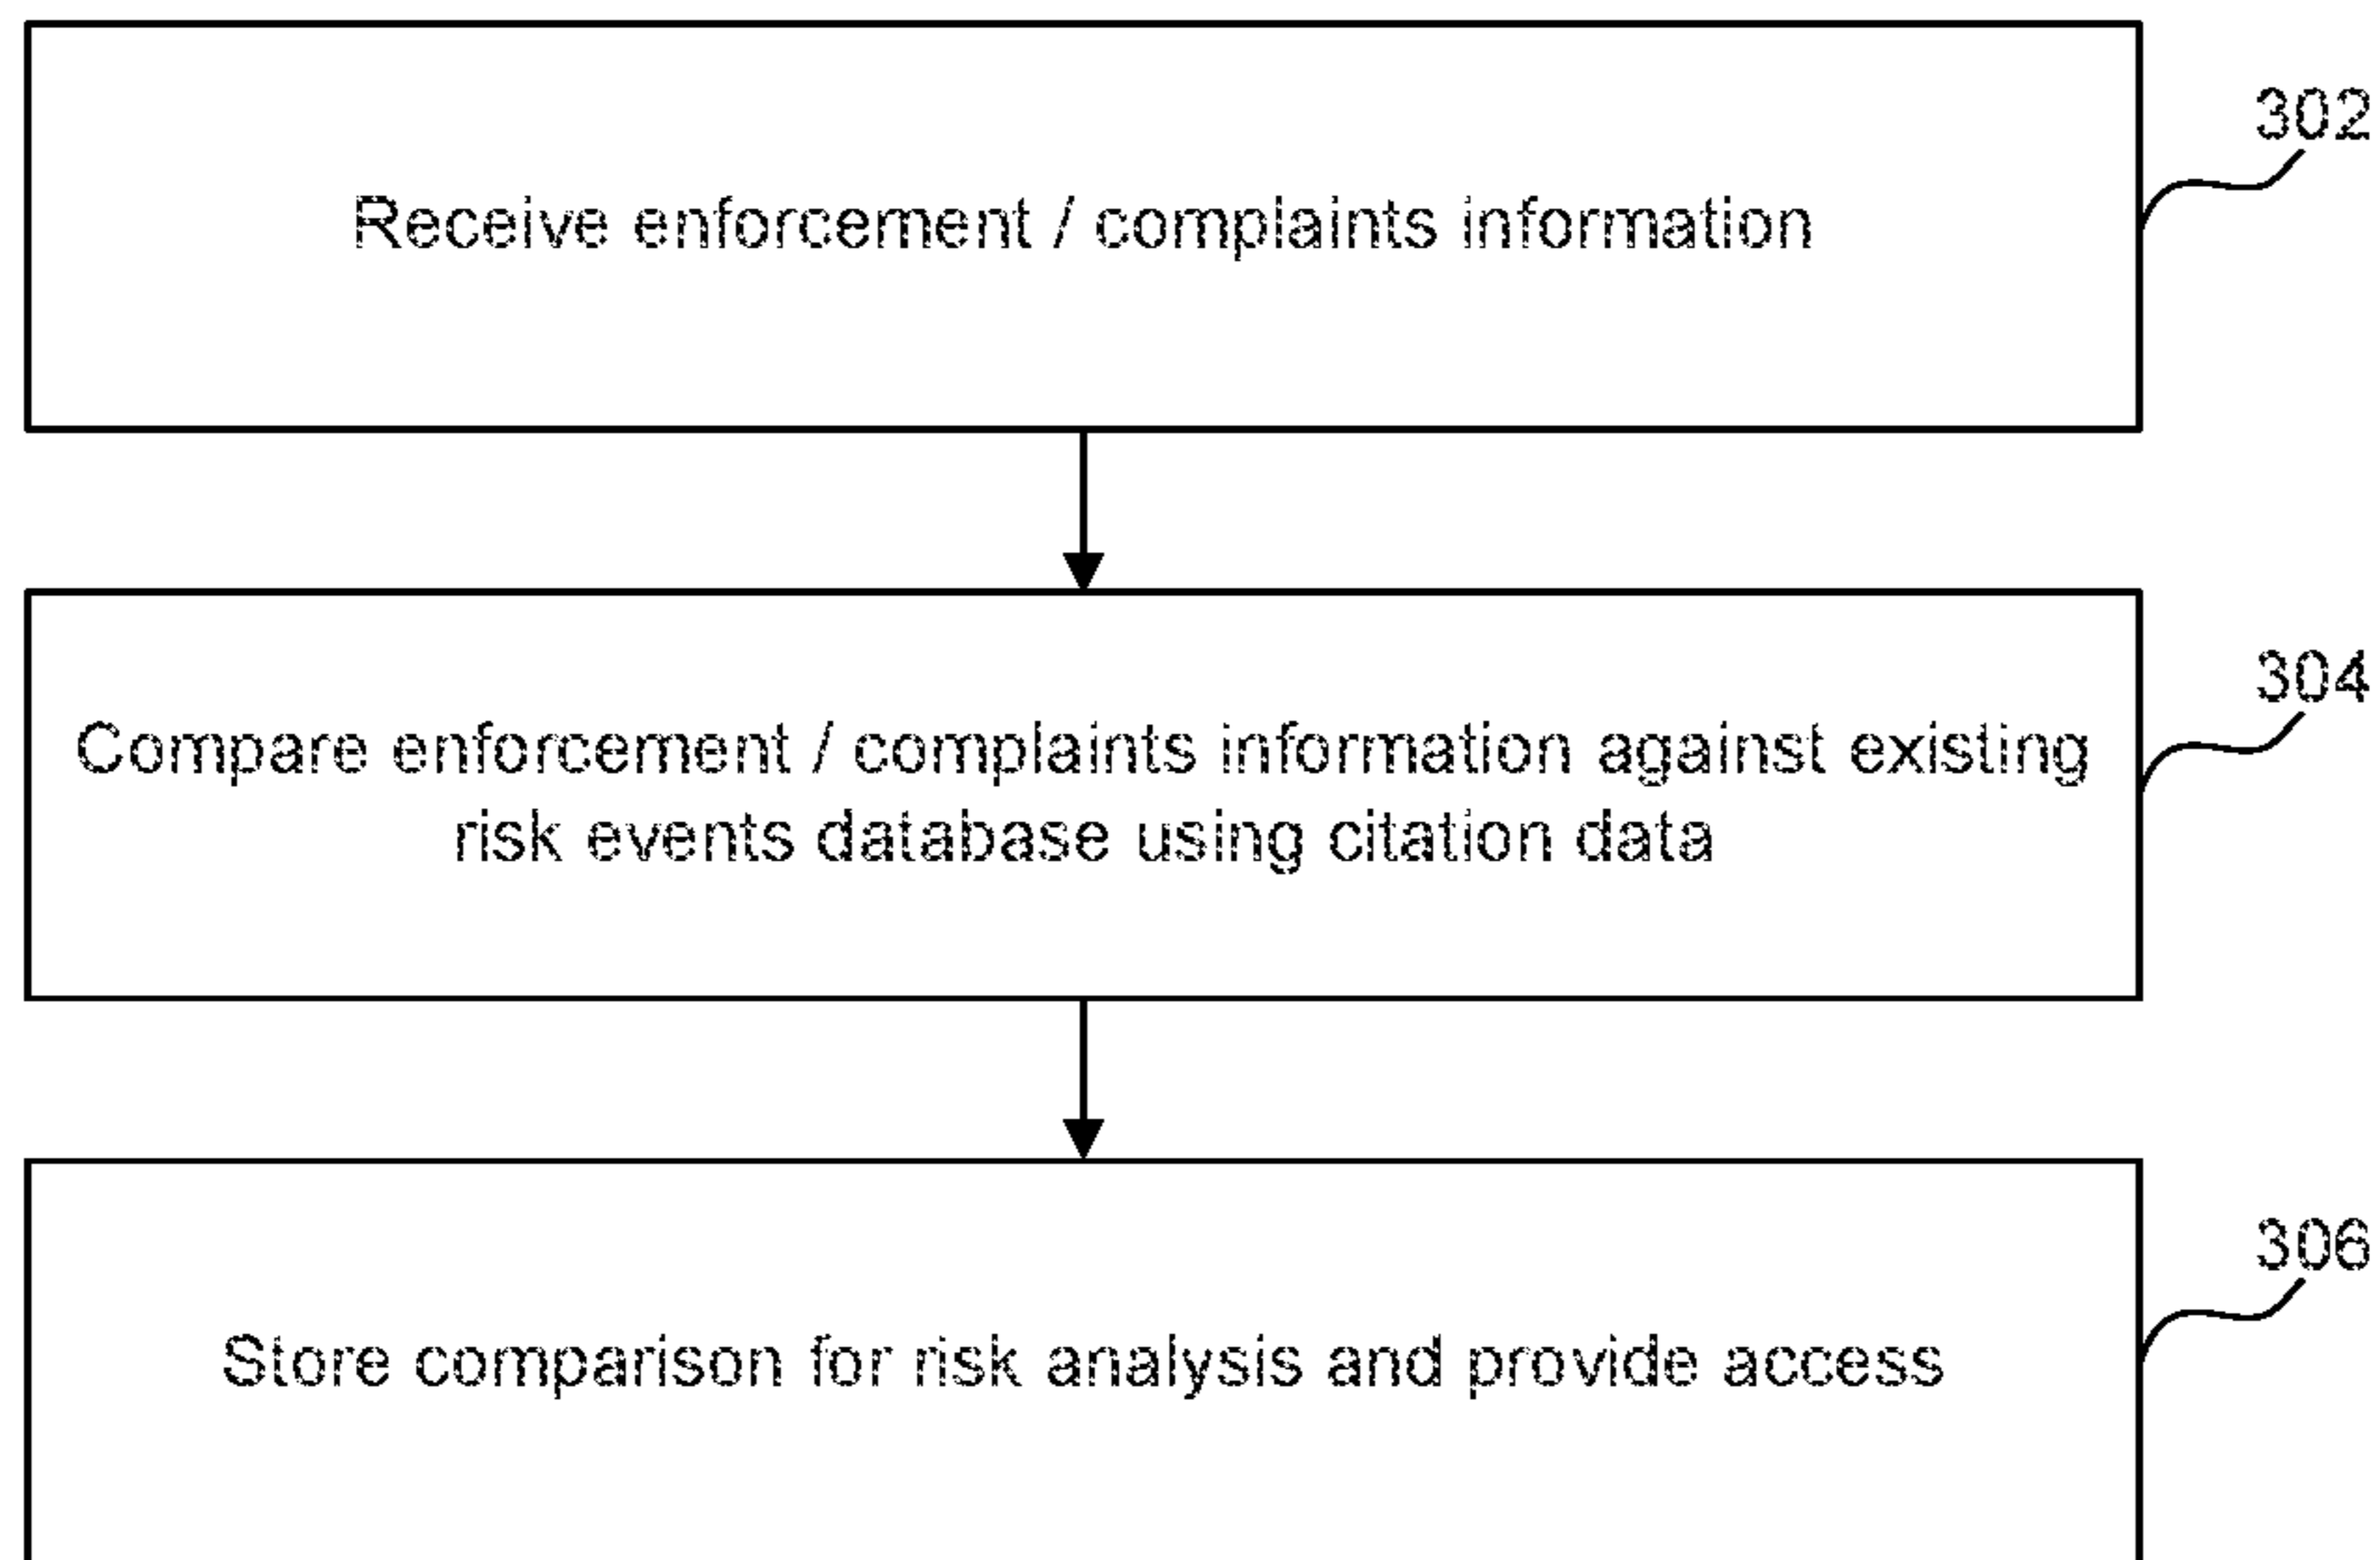 302
Receive enforcement / complaints information
304
Compare enforcement / complaints information against existing
risk events database using citation data
306
Store comparison for risk analysis and provide access